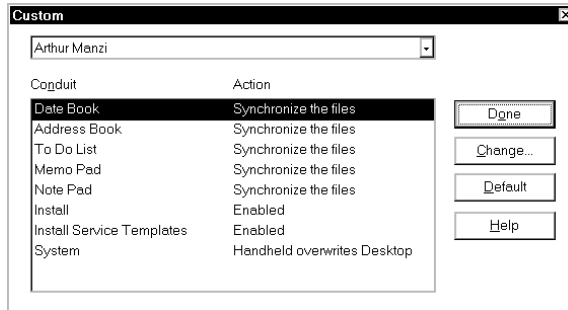 Custom
Arthur Manzi
Conduit Action
Date Book Synchronize the files
Address Book Synchronize the files
To Do List Synchronize the files
Memo Pad Synchronize the files
Note Pad Synchronize the files
Install Enabled
Install Service Templates Enabled
System Handheld overwrites Desktop
Done
Change...
Default
Help